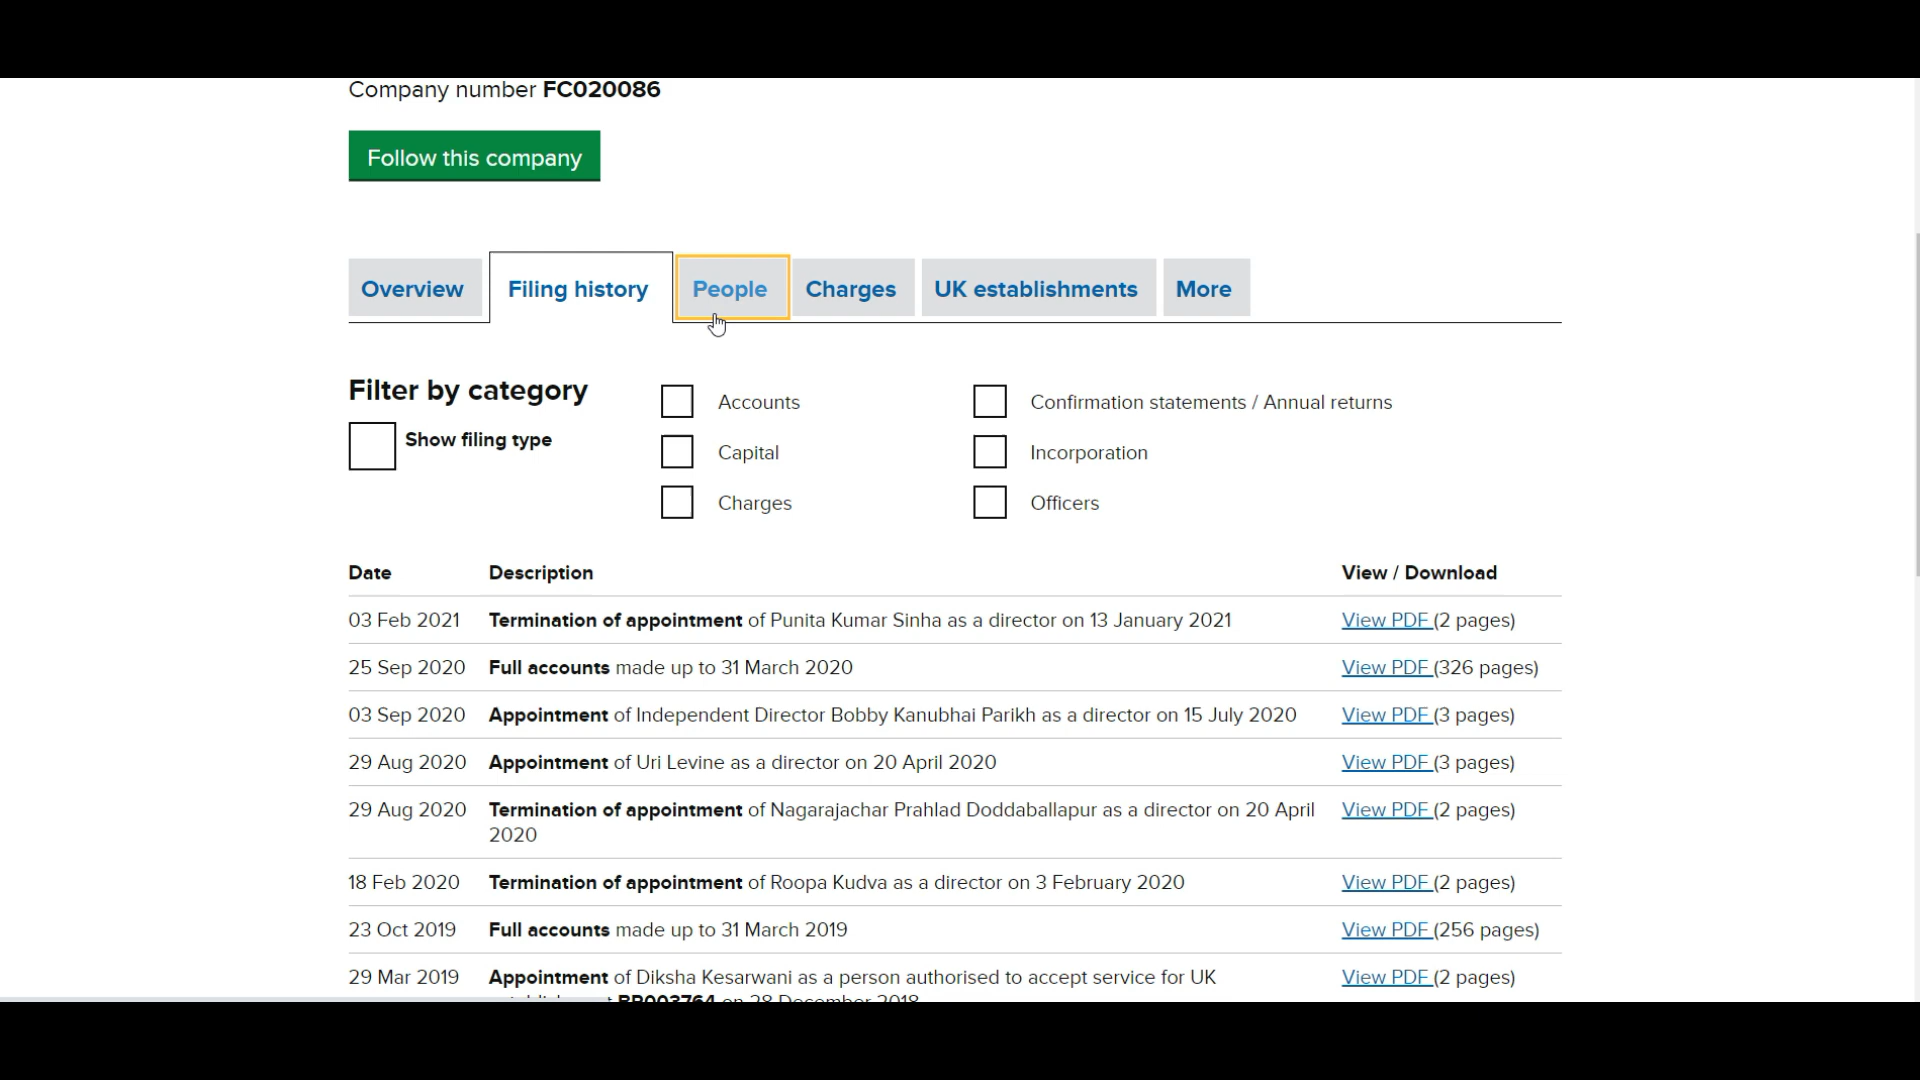 Company number FC020086
Follow this company
Overview Filing history People Charges UK establishments More
Filter by category
Show filing type
Accounts
Confirmation statements / Annual returns
Capital
Incorporation
Charges
Officers
Date Description View / Download
03 Feb 2021 Termination of appointment of Punita Kumar Sinha as a director on 13 January 2021 View PDF (2 pages)
25 Sep 2020 Full accounts made up to 31 March 2020 View PDF (326 pages)
03 Sep 2020 Appointment of Independent Director Bobby Kanubhai Parikh as a director on 15 July 2020 View PDF (3 pages)
29 Aug 2020 Appointment of Uri Levine as a director on 20 April 2020 View PDF (3 pages)
29 Aug 2020 Termination of appointment of Nagarajachar Prahlad Doddaballapur as a director on 20 April View PDF (2 pages)
2020
18 Feb 2020 Termination of appointment of Roopa Kudva as a director on 3 February 2020 View PDF (2 pages)
23 Oct 2019 Full accounts made up to 31 March 2019 View PDF (256 pages)
29 Mar 2019 Appointment of Diksha Kesarwani as a person authorised to accept service for UK View PDF (2 pages)
BR003764 on 28 December 2018